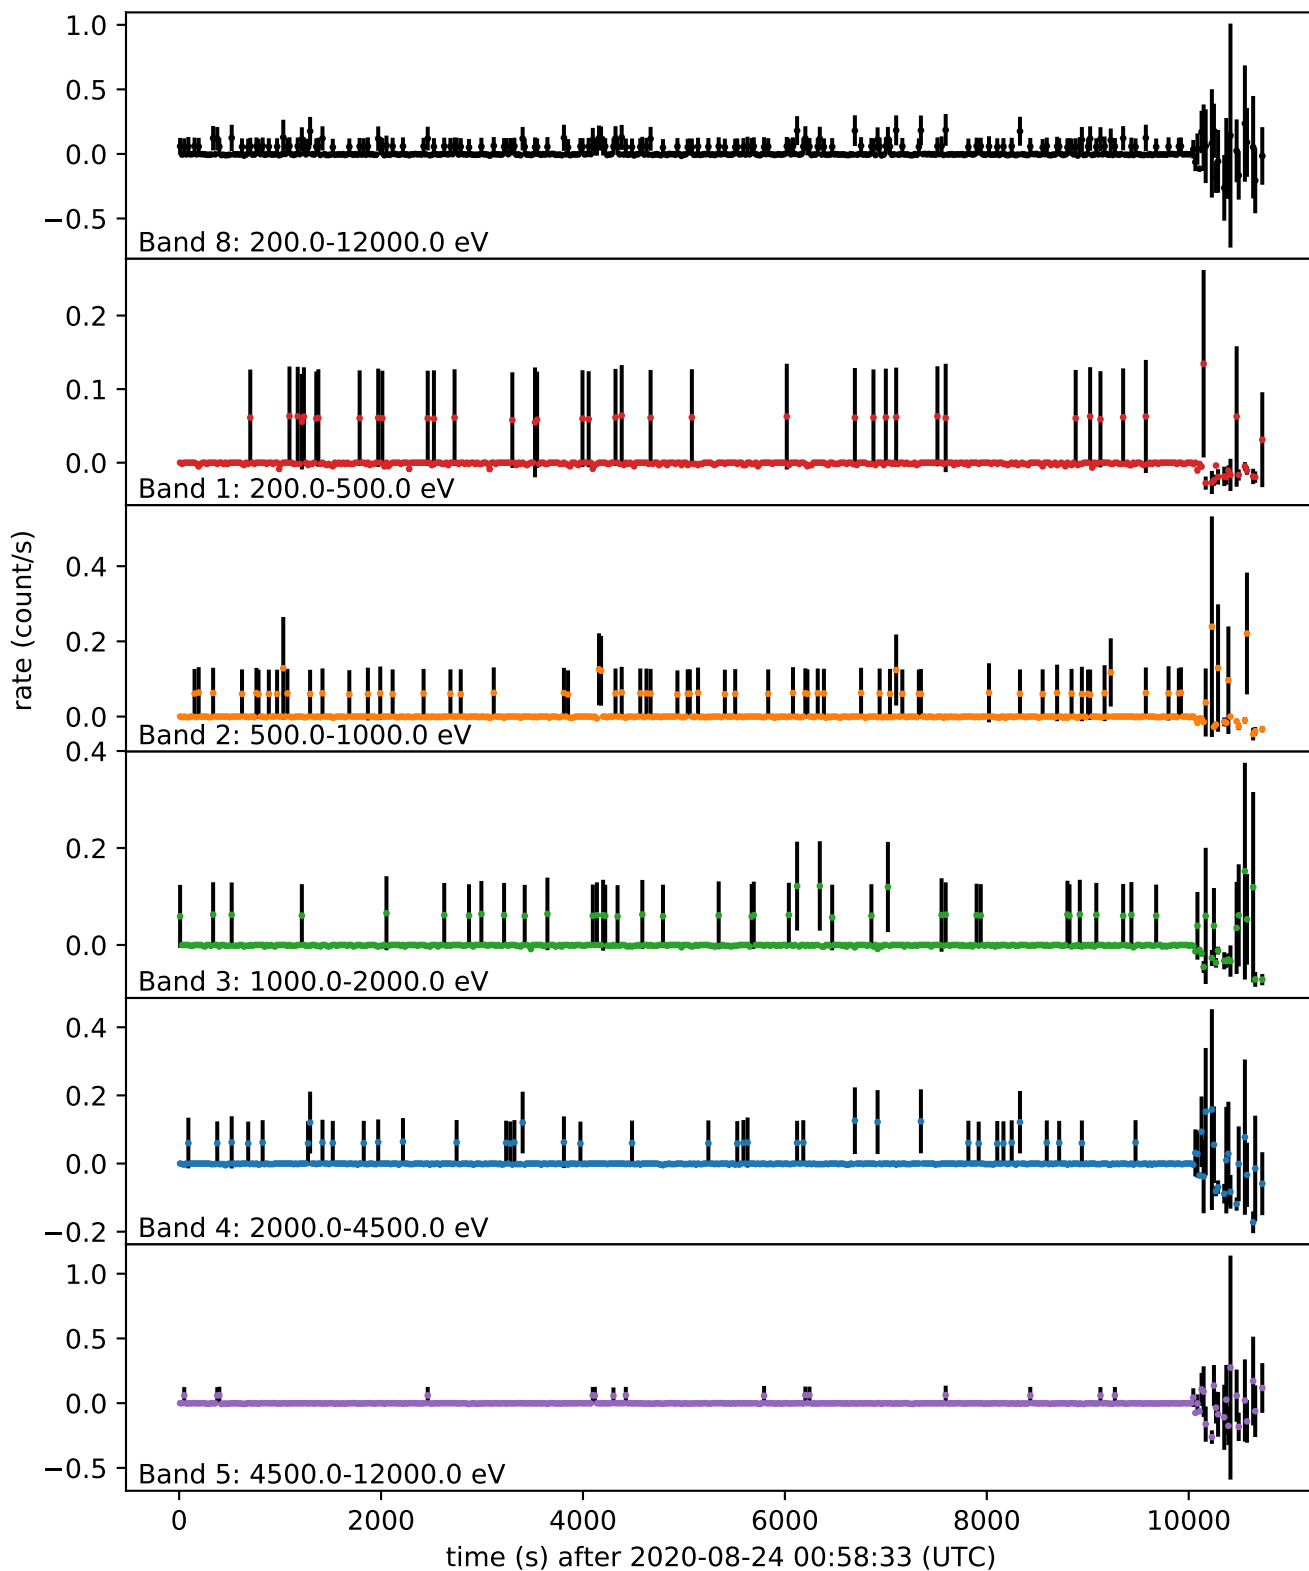 rate (count/s)
1.0
0.5
0.0
−0.5
Band 8: 200.0-12000.0 eV
0.2
0.1
0.0
Band 1: 200.0-500.0 eV
0.4
0.2
0.0
Band 2: 500.0-1000.0 eV
0.4
0.2
0.0
Band 3: 1000.0-2000.0 eV
0.4
0.2
0.0
−0.2
Band 4: 2000.0-4500.0 eV
1.0
0.5
0.0
−0.5
Band 5: 4500.0-12000.0 eV
0 2000 4000 6000 8000 10000
time (s) after 2020-08-24 00:58:33 (UTC)